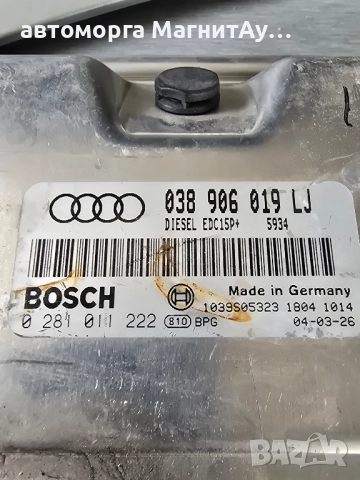 автоморга МагнитАу...
038 906 019 LJ
DIESEL EDC15P+ 5934
BOSCH
Made in Germany
1039S05323 1804 1014
0 281 011 222 810 BPG 04-03-26
BAZAR